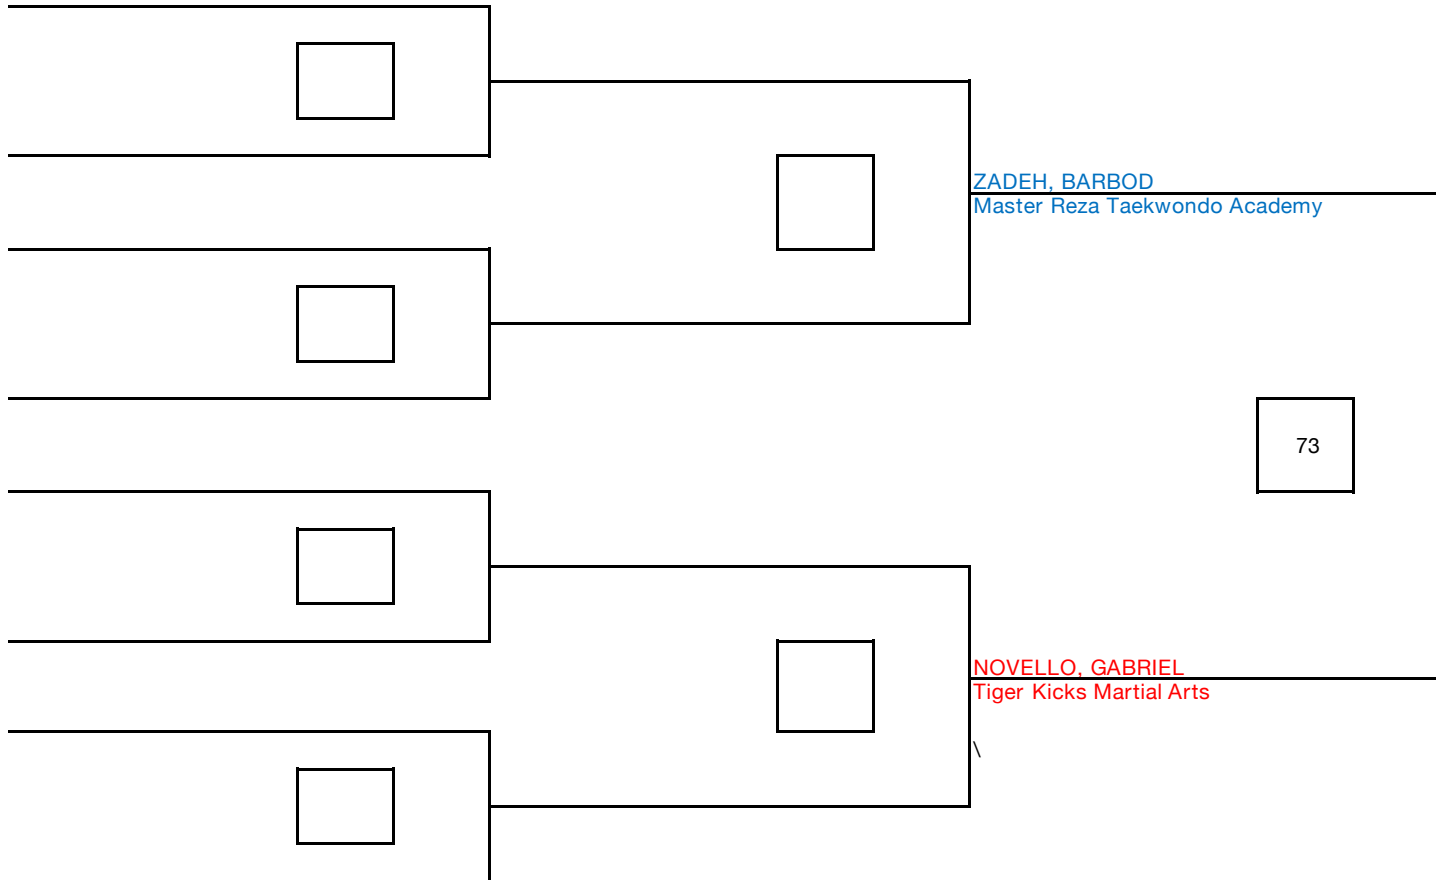 ZADEH, BARBOD
Master Reza Taekwondo Academy
73
NOVELLO, GABRIEL
Tiger Kicks Martial Arts
\